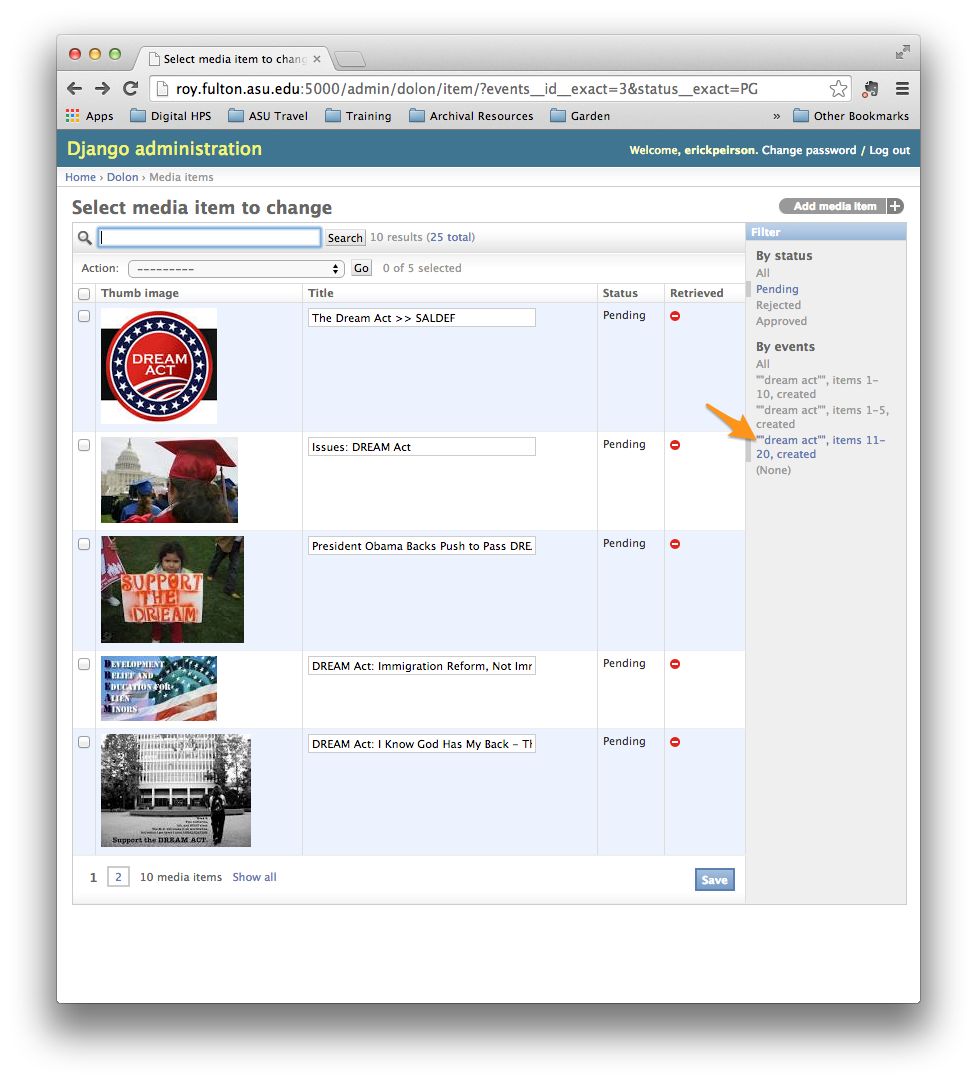 Select media item to chang
roy.fulton.asu.edu:5000/admin/dolon/item/?events__id__exact=3&status__exact=PG
Apps Digital HPS ASU Travel Training Archival Resources Garden » Other Bookmarks
Django administration
Welcome, erickpeirson. Change password / Log out
Home › Dolon › Media items
Select media item to change
Add media item +
Search 10 results (25 total)
Action: --------- Go 0 of 5 selected
Thumb image Title Status Retrieved
DREAM
ACT
The Dream Act >> SALDEF Pending
Issues: DREAM Act Pending
SUPPORT
THE
DREAM
President Obama Backs Push to Pass DRE Pending
DEVELOPMENT
RELIEF AND
EDUCATION FOR
ALIEN
MINORS
DREAM Act: Immigration Reform, Not Imr Pending
Support the DREAM ACT.
DREAM Act: I Know God Has My Back – Th Pending
1 2 10 media items Show all
Save
Filter
By status
All
Pending
Rejected
Approved
By events
All
""dream act"", items 1-
10, created
""dream act"", items 1-5,
created
""dream act"", items 11-
20, created
(None)